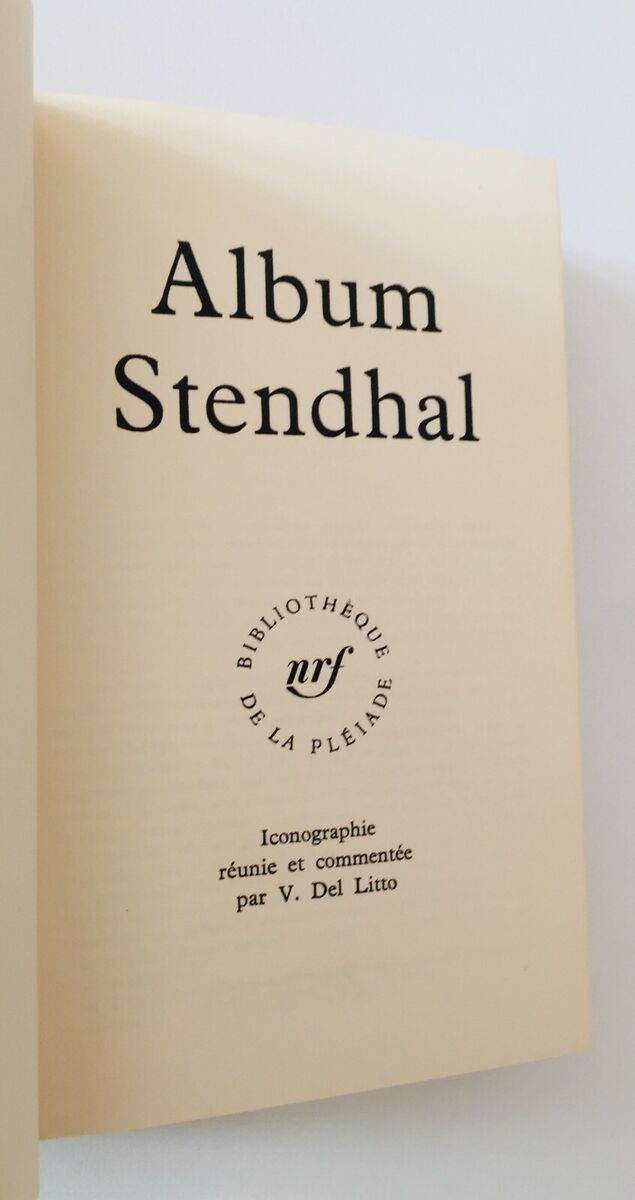 Album
Stendhal
BIBLIOTHÈQUE
nrf
DE LA PLÉIADE
Iconographie
réunie et commentée
par V. Del Litto